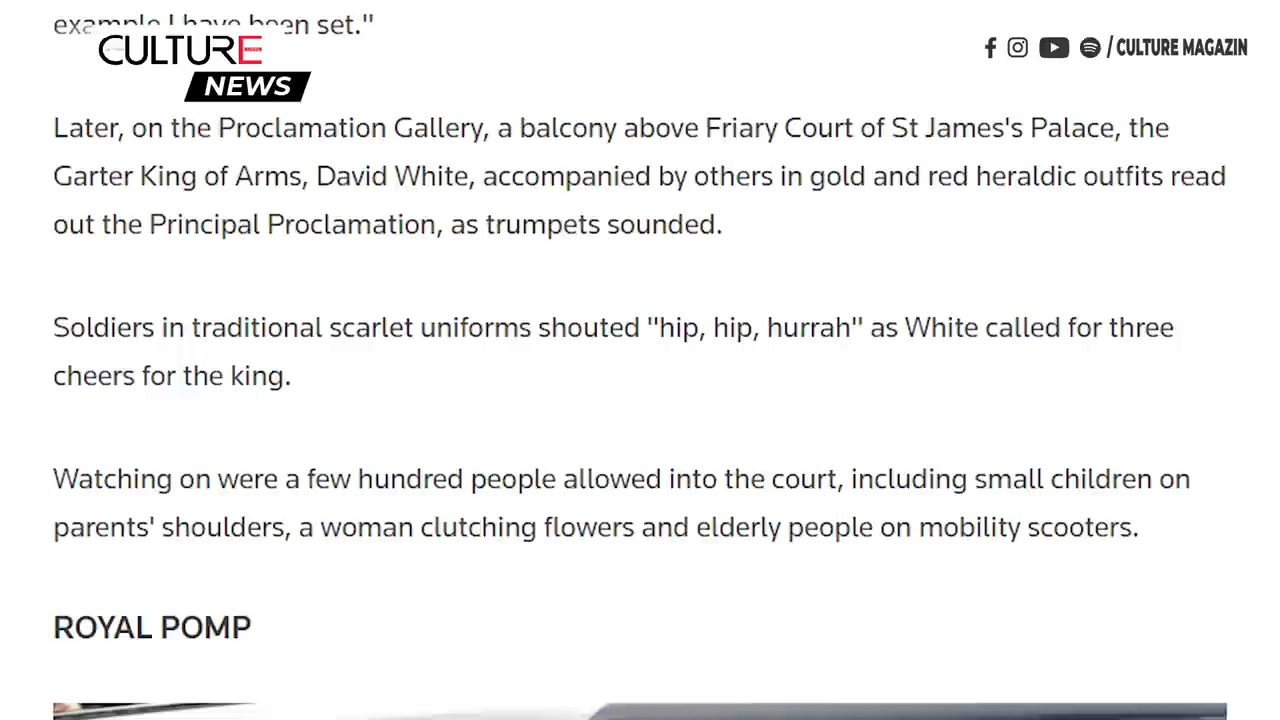 example I have been set."
CULTURE
NEWS
/ CULTURE MAGAZIN
Later, on the Proclamation Gallery, a balcony above Friary Court of St James's Palace, the
Garter King of Arms, David White, accompanied by others in gold and red heraldic outfits read
out the Principal Proclamation, as trumpets sounded.
Soldiers in traditional scarlet uniforms shouted "hip, hip, hurrah" as White called for three
cheers for the king.
Watching on were a few hundred people allowed into the court, including small children on
parents' shoulders, a woman clutching flowers and elderly people on mobility scooters.
ROYAL POMP